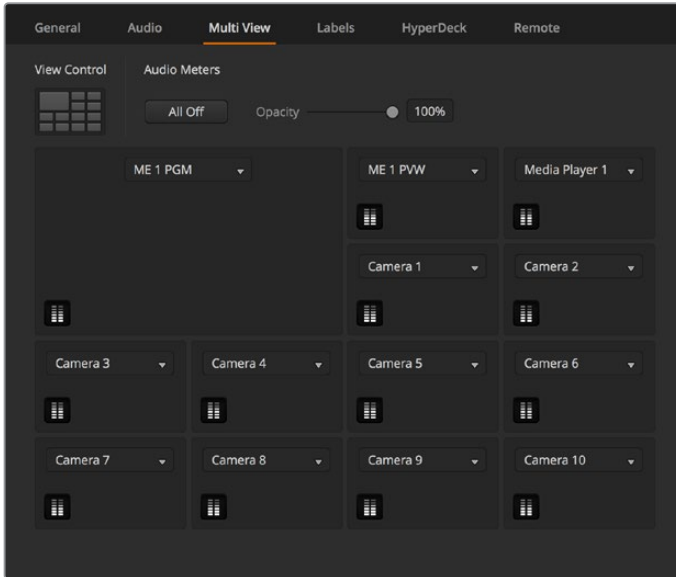 General Audio Multi View Labels HyperDeck Remote
View Control Audio Meters
All Off Opacity 100%
ME 1 PGM ME 1 PVW Media Player 1
Camera 1 Camera 2
Camera 3 Camera 4 Camera 5 Camera 6
Camera 7 Camera 8 Camera 9 Camera 10